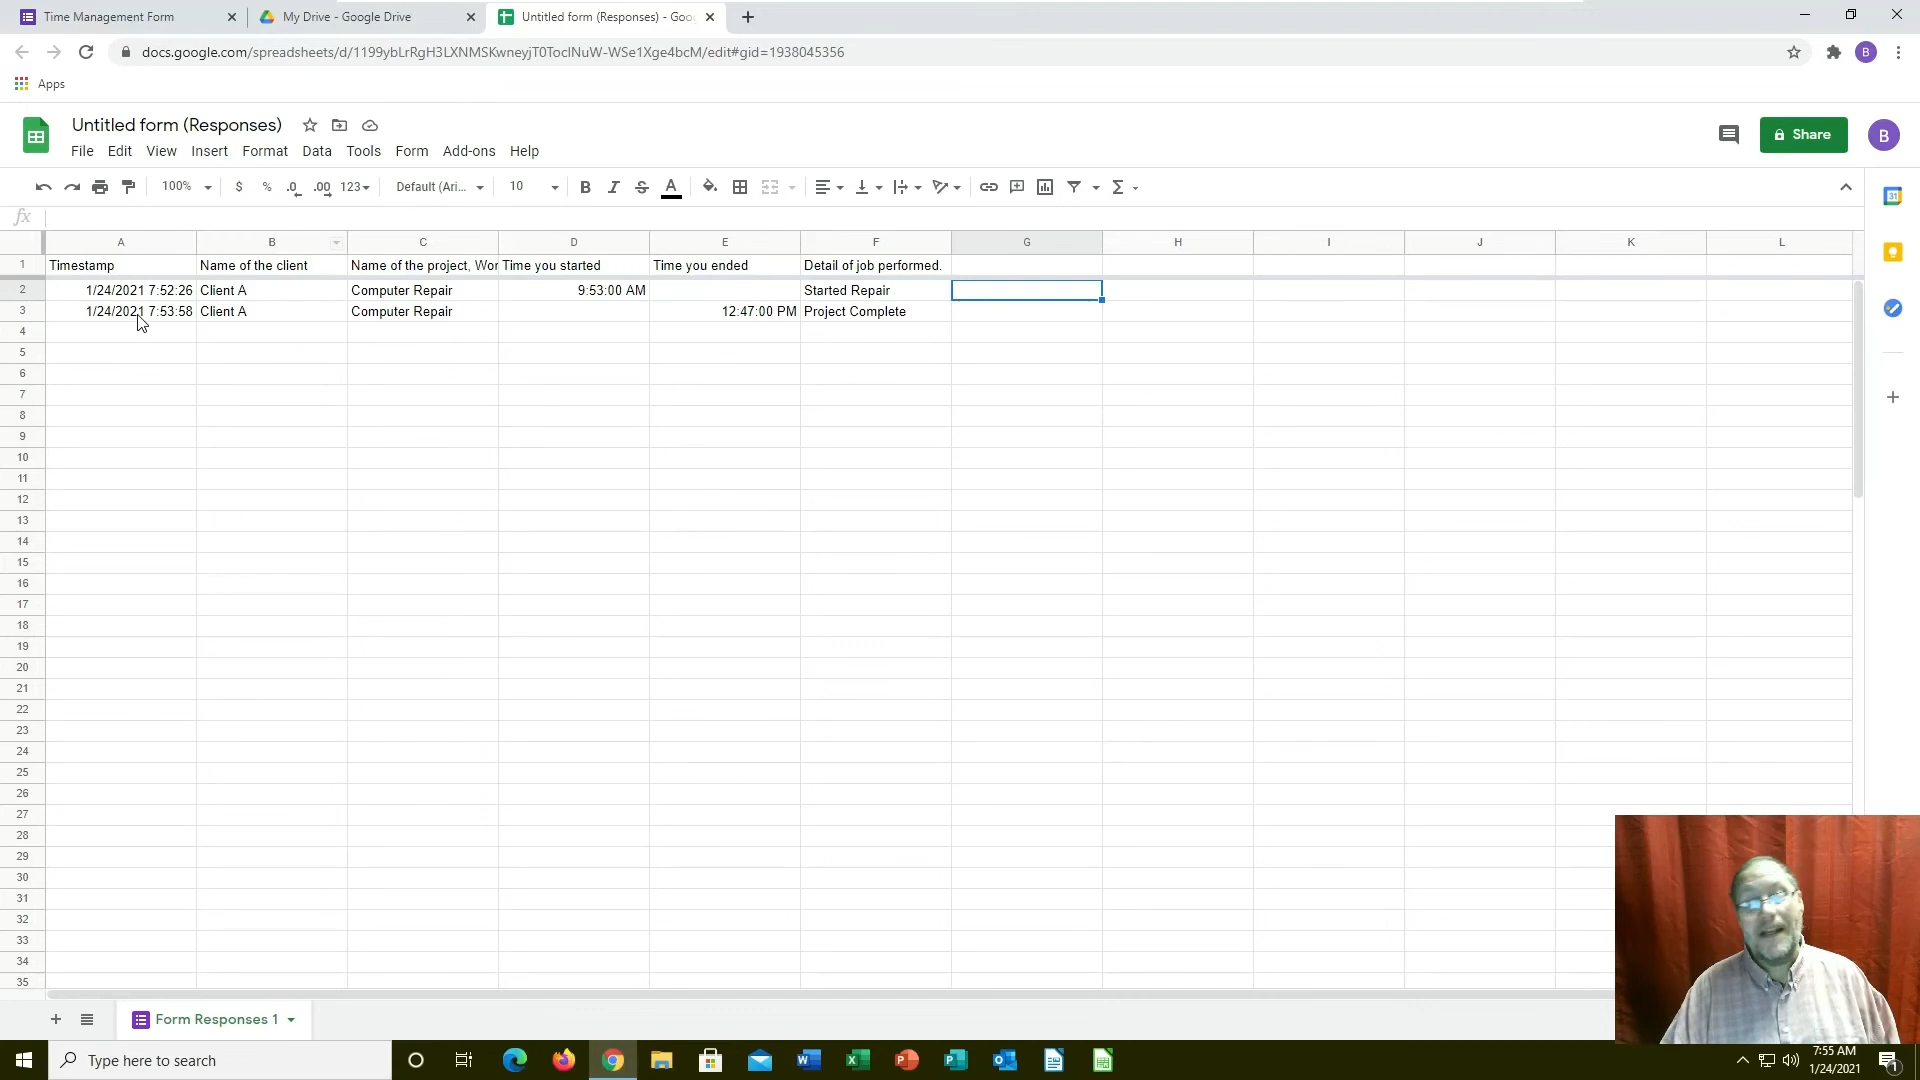 Time Management Form
My Drive - Google Drive
Untitled form (Responses) - Goo
docs.google.com/spreadsheets/d/1199ybLrRgH3LXNMSKwneyjT0ToclNuW-WSe1Xge4bcM/edit#gid=1938045356
B
Apps
Untitled form (Responses)
Share
B
File Edit View Insert Format Data Tools Form Add-ons Help
100% $ % .0 .00 123 Default (Ari... 10 B I S A Σ
31
fx
A B C D E F G H I J K L
1 Timestamp Name of the client Name of the project, Wor Time you started Time you ended Detail of job performed.
2 1/24/2021 7:52:26 Client A Computer Repair 9:53:00 AM Started Repair
3 1/24/2021 7:53:58 Client A Computer Repair 12:47:00 PM Project Complete
4
5
6
7
8
9
10
11
12
13
14
15
16
17
18
19
20
21
22
23
24
25
26
27
28
29
30
31
32
33
34
35
Form Responses 1
Type here to search
7:55 AM
1/24/2021
1